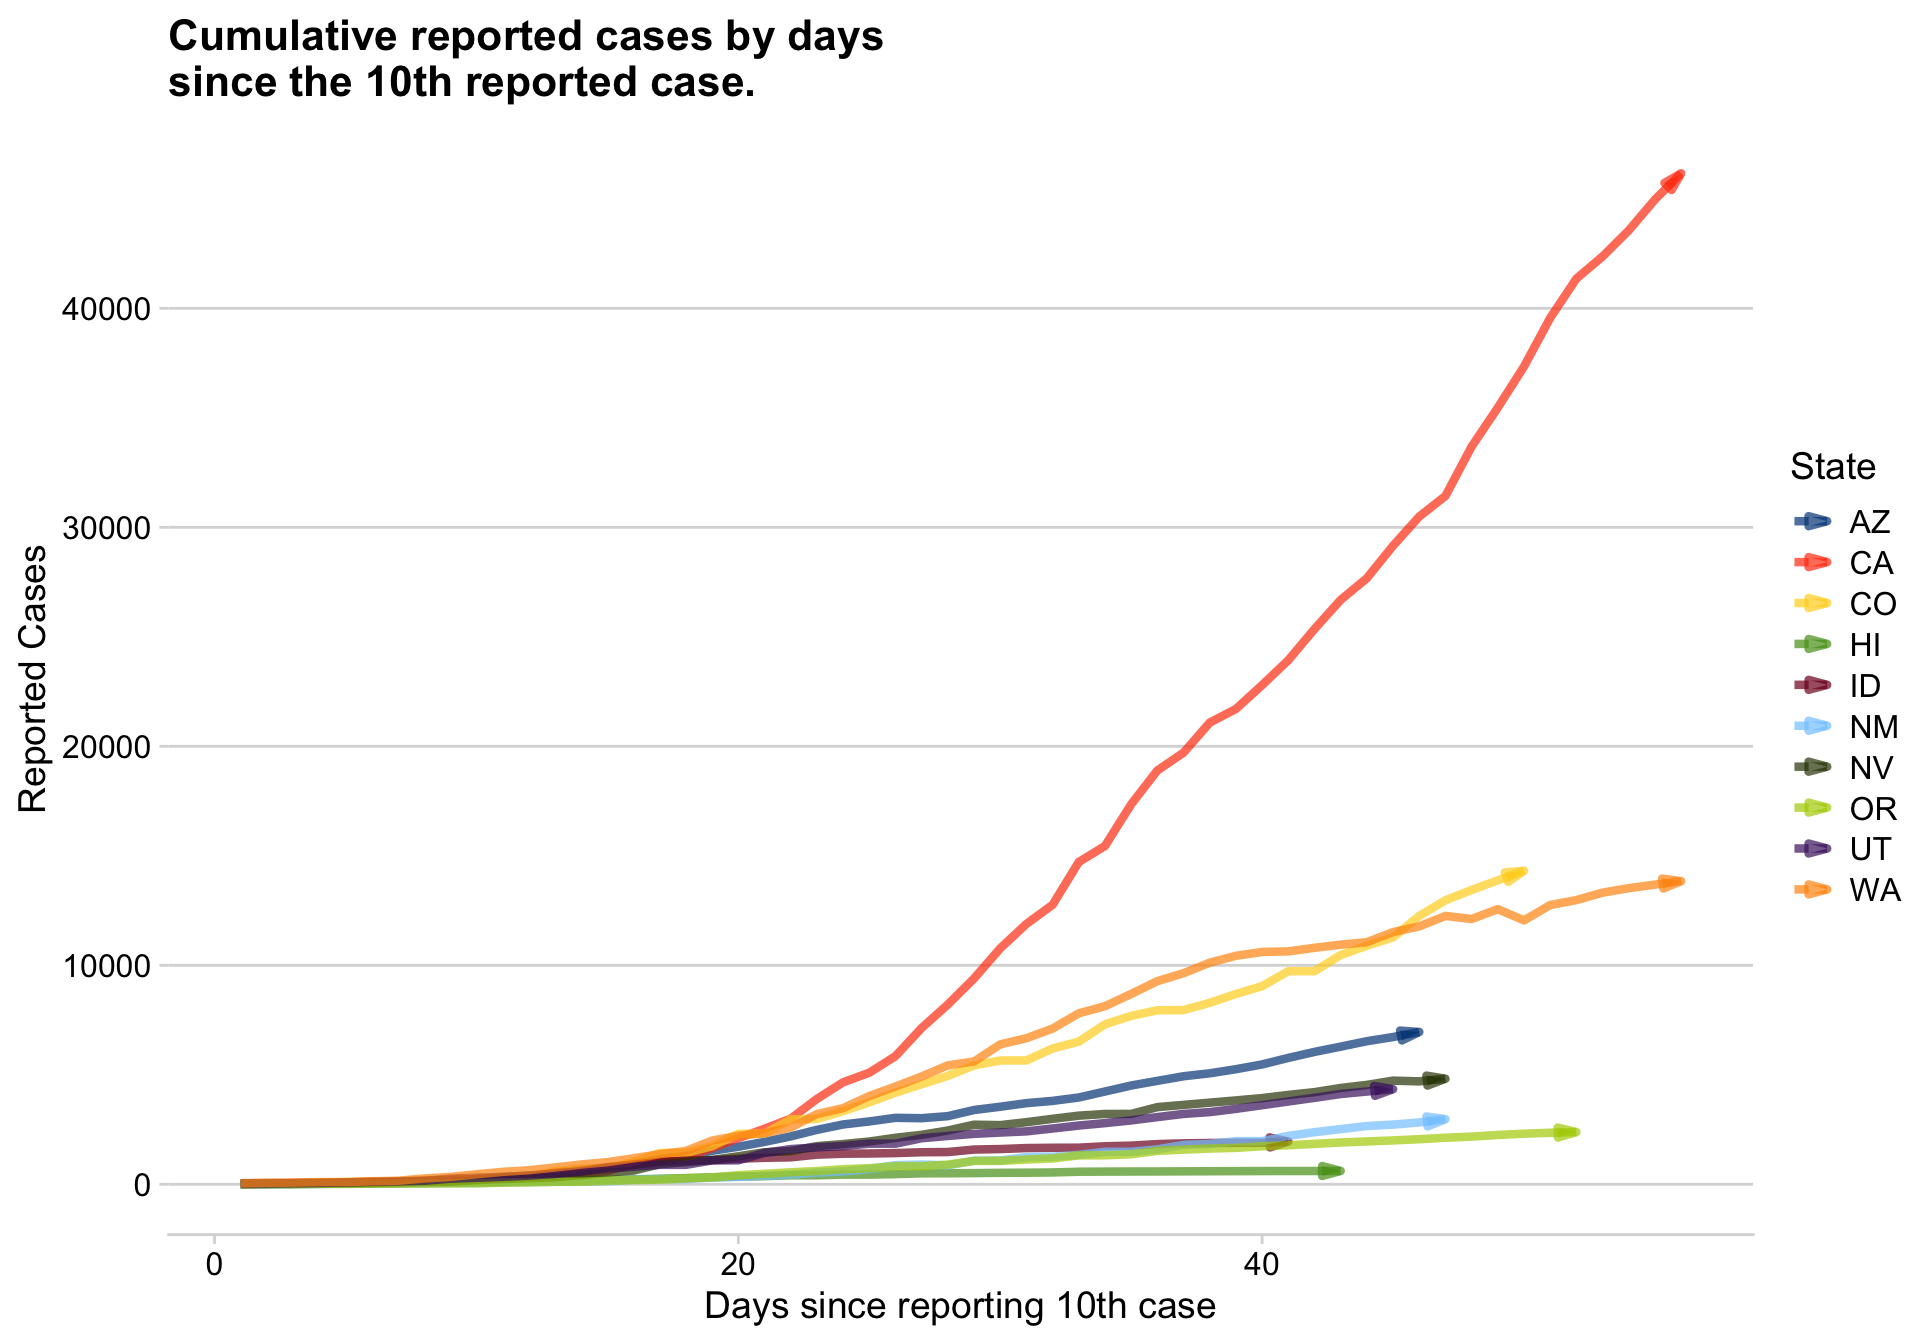 Cumulative reported cases by days
since the 10th reported case.
40000
30000
20000
10000
0
Reported Cases
0
20
40
Days since reporting 10th case
State
AZ
CA
CO
HI
ID
NM
NV
OR
UT
WA